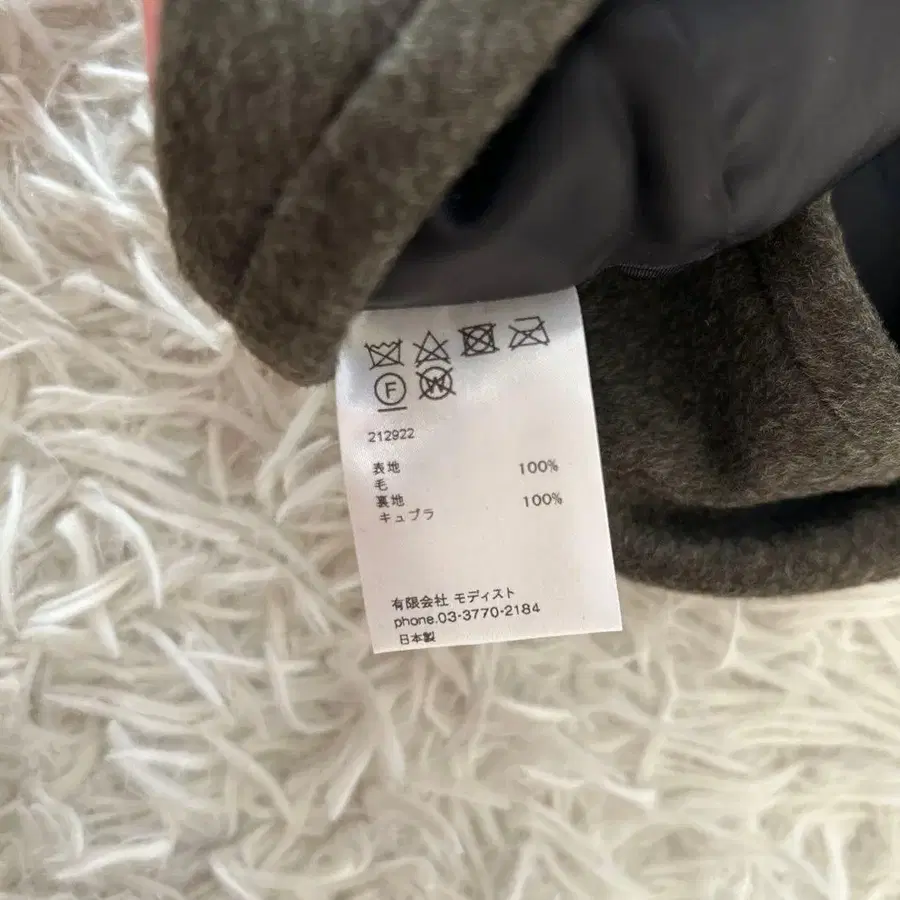 F W
212922
表地 100%
毛
裏地 100%
キュプラ
有限会社 モディスト
phone.03-3770-2184
日本製